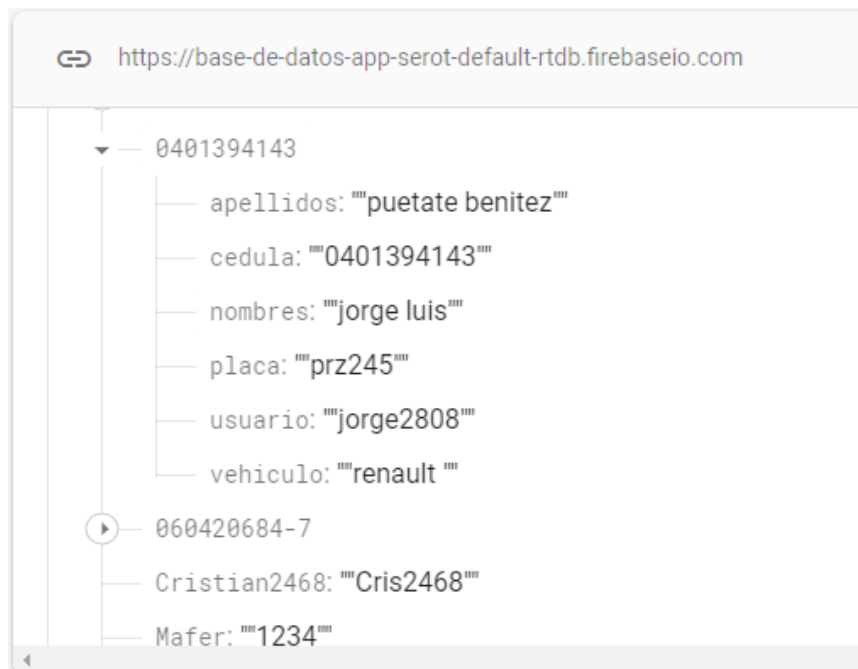 https://base-de-datos-app-serot-default-rtdb.firebaseio.com
0401394143
apellidos: ""puetate benitez""
cedula: ""0401394143""
nombres: ""jorge luis""
placa: ""prz245""
usuario: ""jorge2808""
vehiculo: ""renault ""
060420684-7
Cristian2468: ""Cris2468""
Mafer: ""1234""